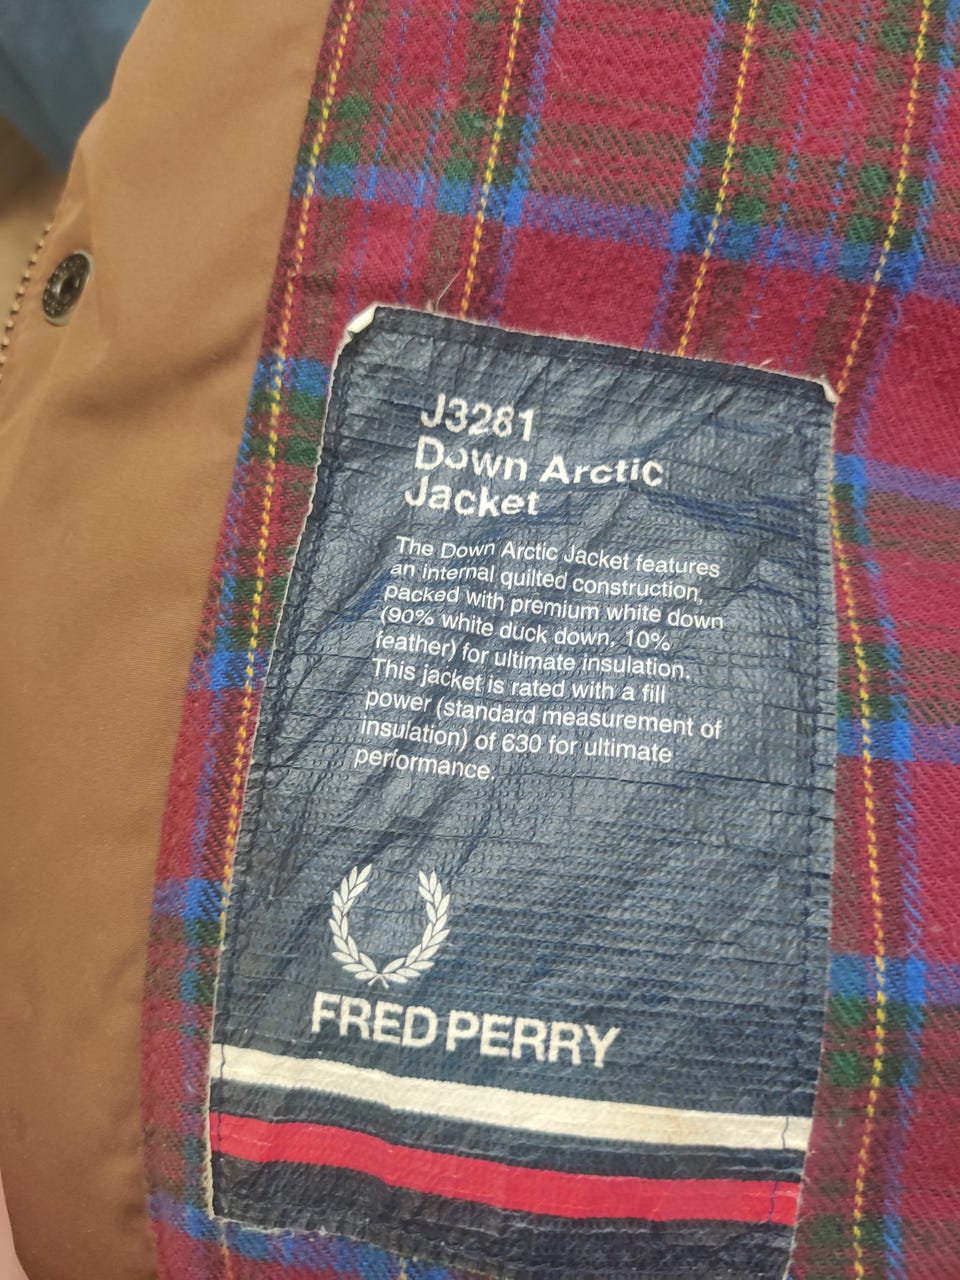 J3281
Down Arctic
Jacket
The Down Arctic Jacket features
an internal quilted construction,
packed with premium white down
(90% white duck down, 10%
feather) for ultimate insulation.
This jacket is rated with a fill
power (standard measurement of
insulation) of 630 for ultimate
performance.
FRED PERRY